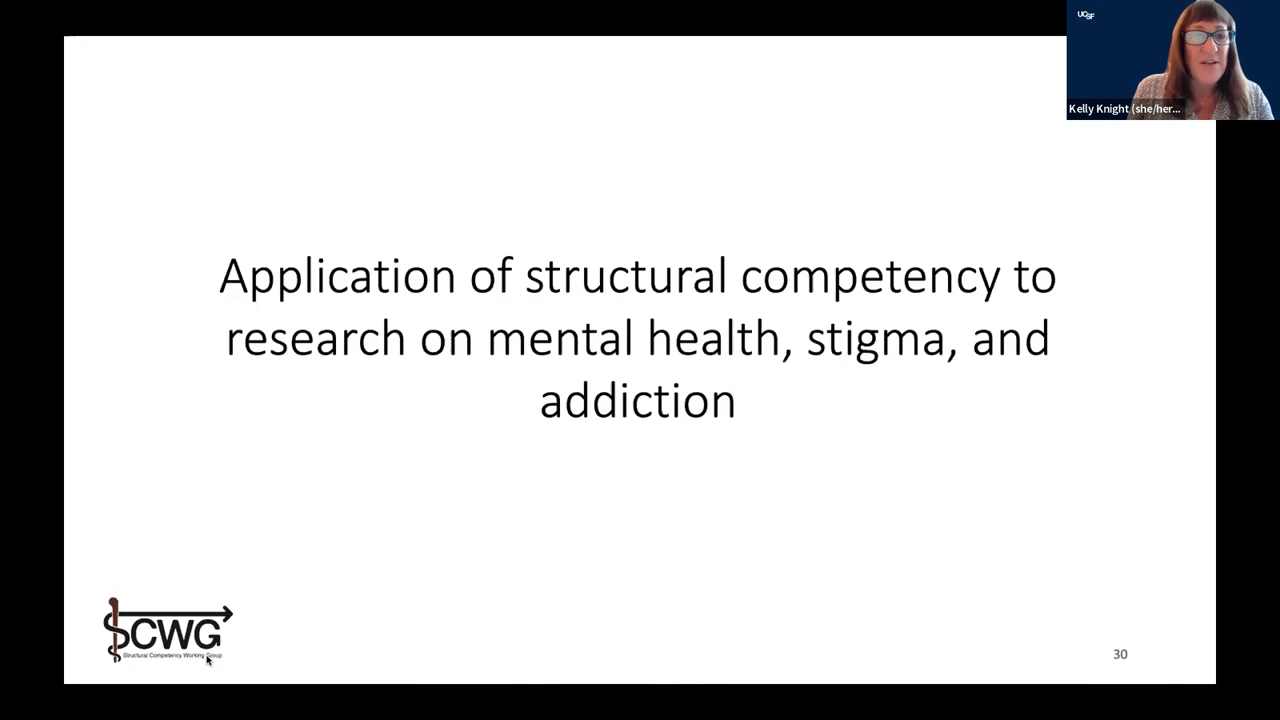 UCSF
Kelly Knight (she/her...
Application of structural competency to
research on mental health, stigma, and
addiction
SCWG
Structural Competency Working Group
30